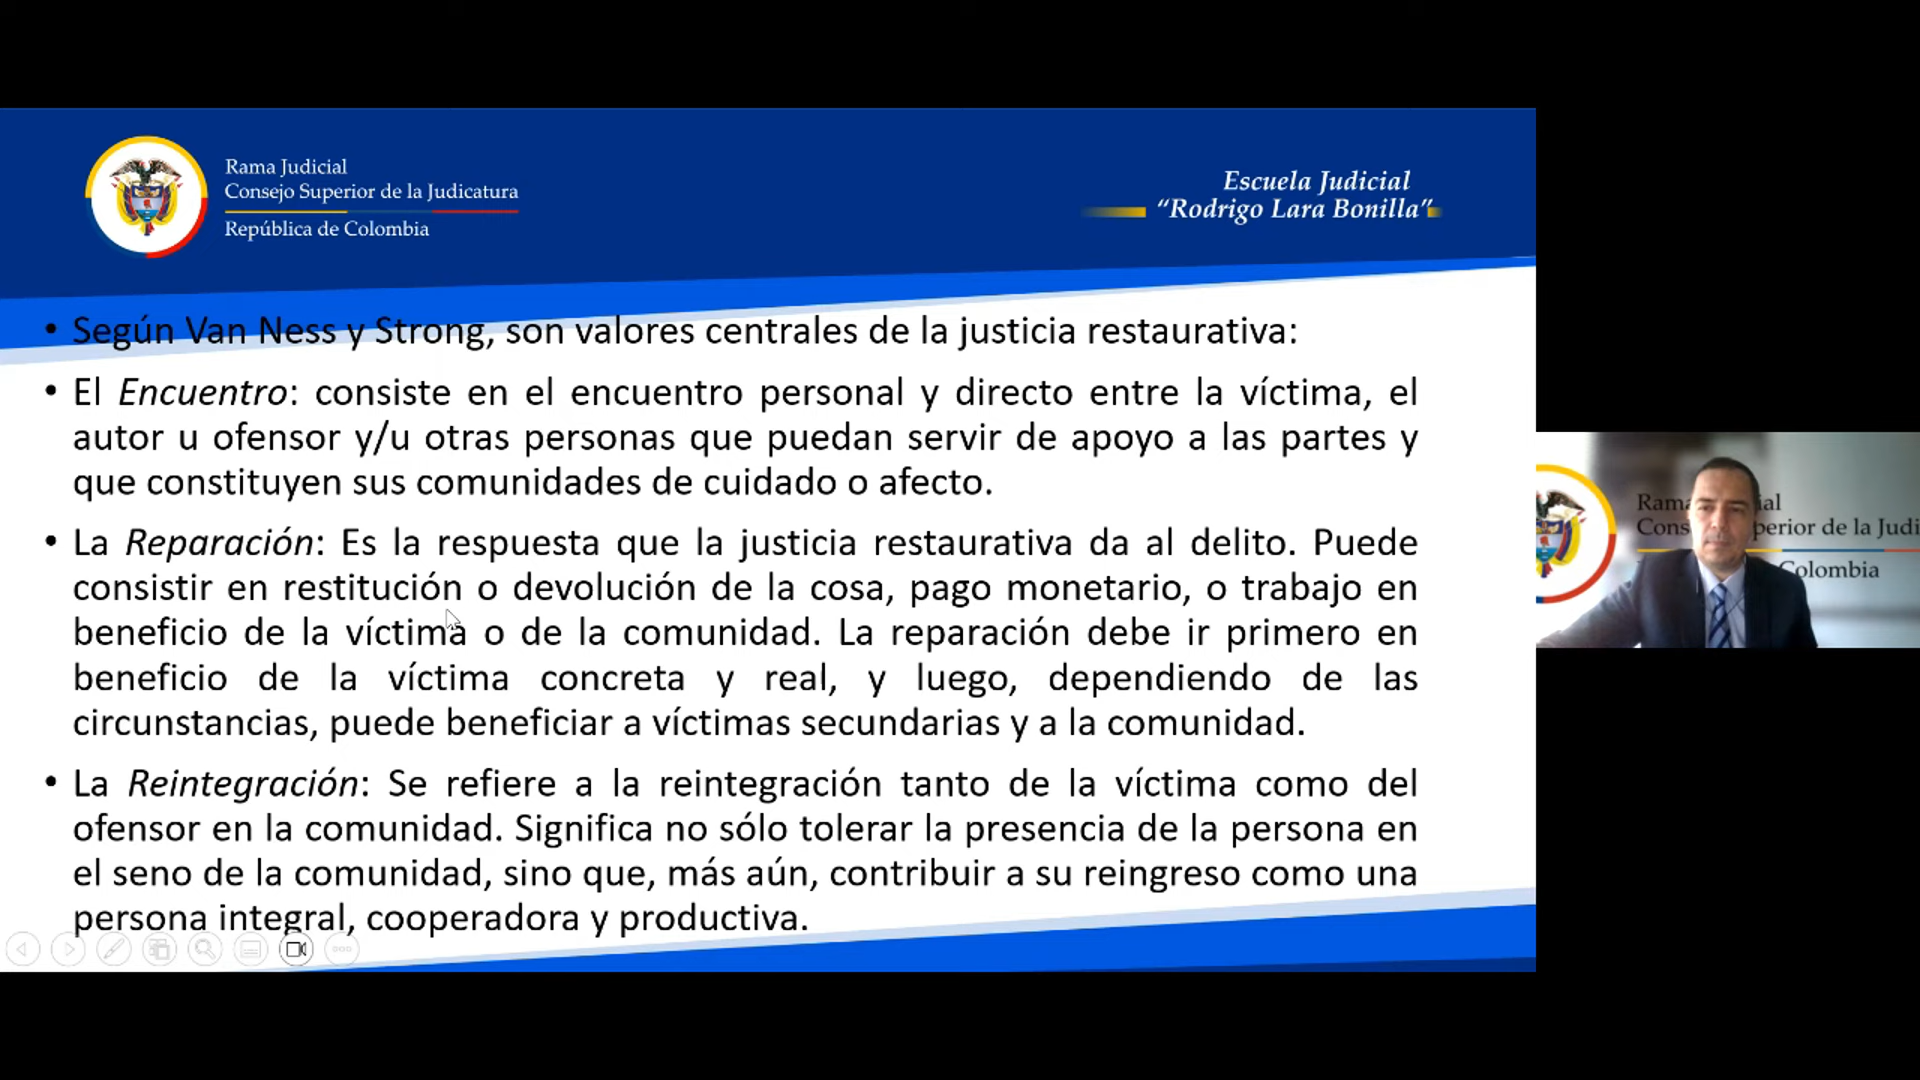 Rama Judicial
Consejo Superior de la Judicatura
República de Colombia
Escuela Judicial
“Rodrigo Lara Bonilla”
• Según Van Ness y Strong, son valores centrales de la justicia restaurativa:
• El Encuentro: consiste en el encuentro personal y directo entre la víctima, el
autor u ofensor y/u otras personas que puedan servir de apoyo a las partes y
que constituyen sus comunidades de cuidado o afecto.
• La Reparación: Es la respuesta que la justicia restaurativa da al delito. Puede
consistir en restitución o devolución de la cosa, pago monetario, o trabajo en
beneficio de la víctima o de la comunidad. La reparación debe ir primero en
beneficio de la víctima concreta y real, y luego, dependiendo de las
circunstancias, puede beneficiar a víctimas secundarias y a la comunidad.
• La Reintegración: Se refiere a la reintegración tanto de la víctima como del
ofensor en la comunidad. Significa no sólo tolerar la presencia de la persona en
el seno de la comunidad, sino que, más aún, contribuir a su reingreso como una
persona integral, cooperadora y productiva.
Rama ial
Cons perior de la Judi
Colombia